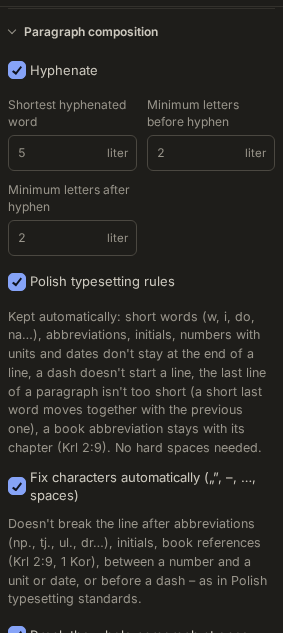 Paragraph composition
Hyphenate
Shortest hyphenated
word
Minimum letters
before hyphen
5 liter
2 liter
Minimum letters after
hyphen
2 liter
Polish typesetting rules
Kept automatically: short words (w, i, do,
na…), abbreviations, initials, numbers with
units and dates don't stay at the end of a
line, a dash doesn't start a line, the last line
of a paragraph isn't too short (a short last
word moves together with the previous
one), a book abbreviation stays with its
chapter (Krl 2:9). No hard spaces needed.
Fix characters automatically („”, –, …,
spaces)
Doesn't break the line after abbreviations
(np., tj., ul., dr…), initials, book references
(Krl 2:9, 1 Kor), between a number and a
unit or date, or before a dash – as in Polish
typesetting standards.